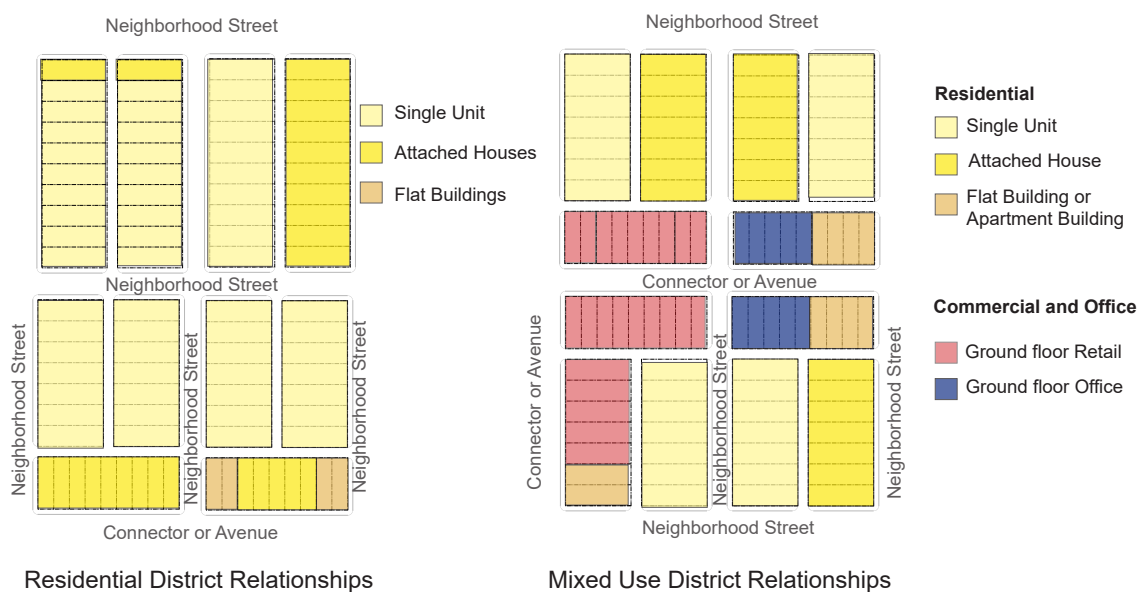 Neighborhood Street
Single Unit
Attached Houses
Flat Buildings
Neighborhood Street
Neighborhood Street
Neighborhood Street
Neighborhood Street
Connector or Avenue
Residential District Relationships
Neighborhood Street
Connector or Avenue
Connector or Avenue
Neighborhood Street
Neighborhood Street
Neighborhood Street
Mixed Use District Relationships
Residential
Single Unit
Attached House
Flat Building or
Apartment Building
Commercial and Office
Ground floor Retail
Ground floor Office